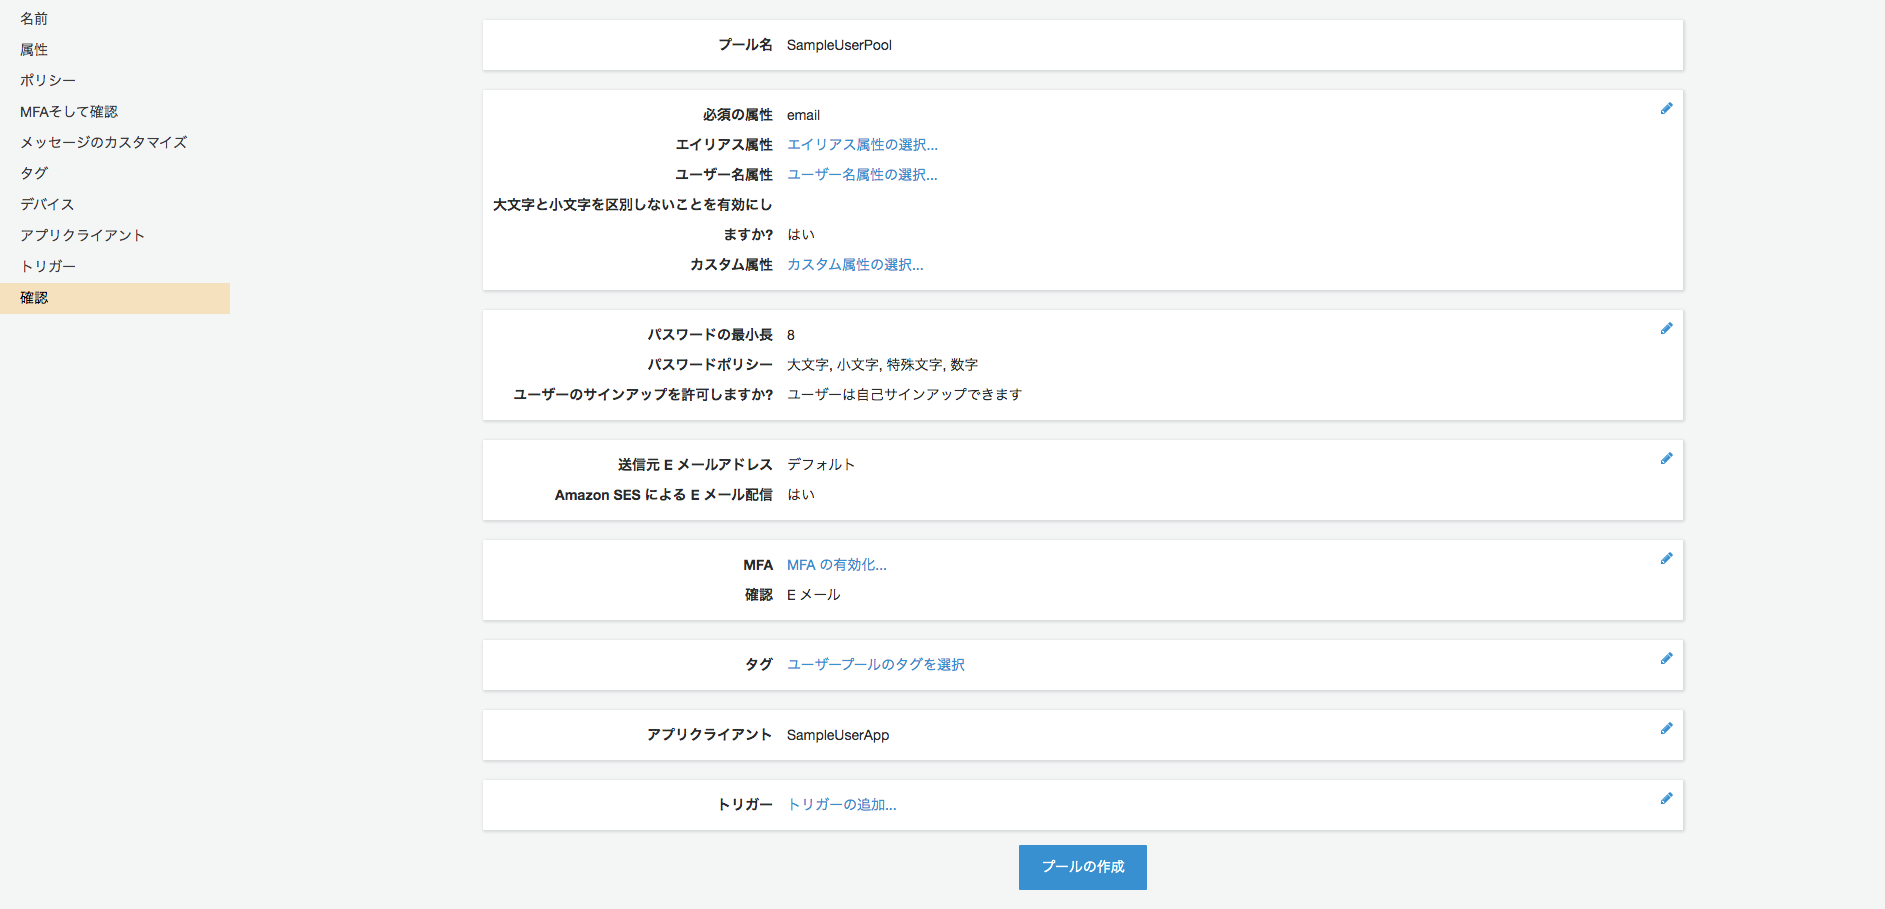 名前
属性
ポリシー
MFAそして確認
メッセージのカスタマイズ
タグ
デバイス
アプリクライアント
トリガー
確認
プール名 SampleUserPool
必須の属性 email
エイリアス属性 エイリアス属性の選択...
ユーザー名属性 ユーザー名属性の選択...
大文字と小文字を区別しないことを有効にし
ますか? はい
カスタム属性 カスタム属性の選択...
パスワードの最小長 8
パスワードポリシー 大文字, 小文字, 特殊文字, 数字
ユーザーのサインアップを許可しますか? ユーザーは自己サインアップできます
送信元 E メールアドレス デフォルト
Amazon SES による E メール配信 はい
MFA MFA の有効化...
確認 E メール
タグ ユーザープールのタグを選択
アプリクライアント SampleUserApp
トリガー トリガーの追加...
プールの作成